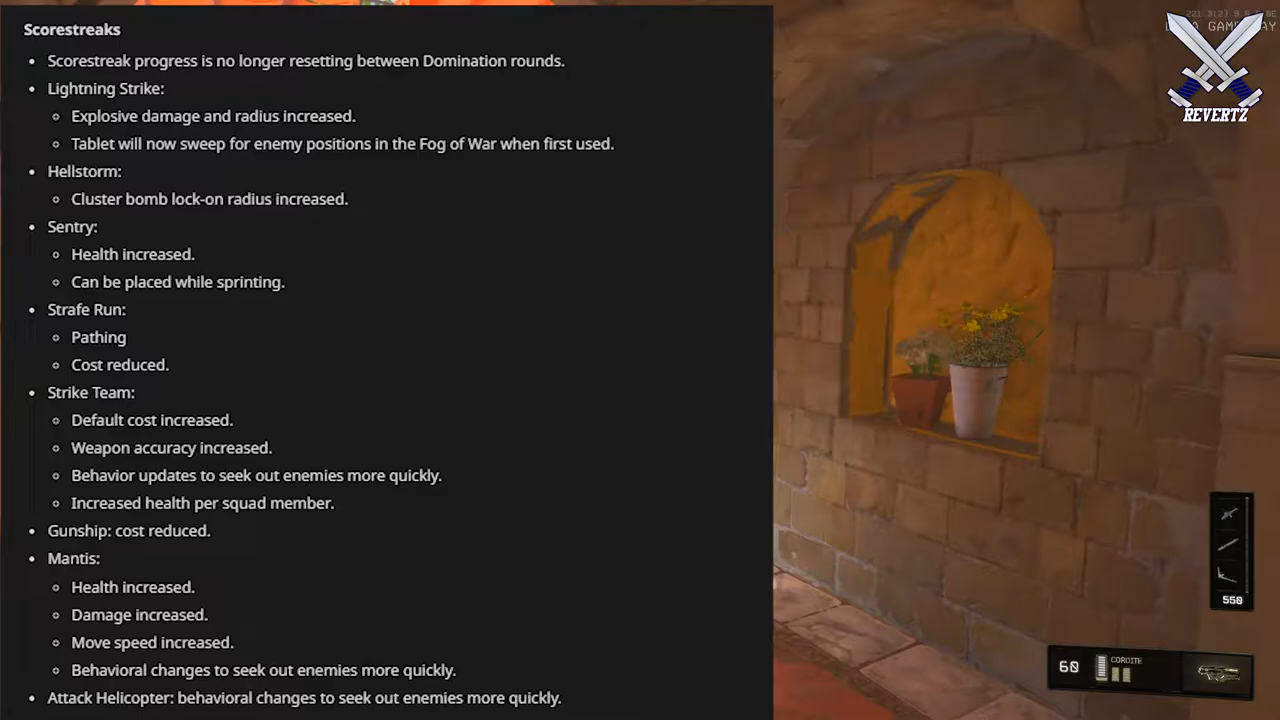 Scorestreaks
• Scorestreak progress is no longer resetting between Domination rounds.
• Lightning Strike:
◦ Explosive damage and radius increased.
◦ Tablet will now sweep for enemy positions in the Fog of War when first used.
• Hellstorm:
◦ Cluster bomb lock-on radius increased.
• Sentry:
◦ Health increased.
◦ Can be placed while sprinting.
• Strafe Run:
◦ Pathing
◦ Cost reduced.
• Strike Team:
◦ Default cost increased.
◦ Weapon accuracy increased.
◦ Behavior updates to seek out enemies more quickly.
◦ Increased health per squad member.
• Gunship: cost reduced.
• Mantis:
◦ Health increased.
◦ Damage increased.
◦ Move speed increased.
◦ Behavioral changes to seek out enemies more quickly.
• Attack Helicopter: behavioral changes to seek out enemies more quickly.
REVERTZ
550
60
CORDITE